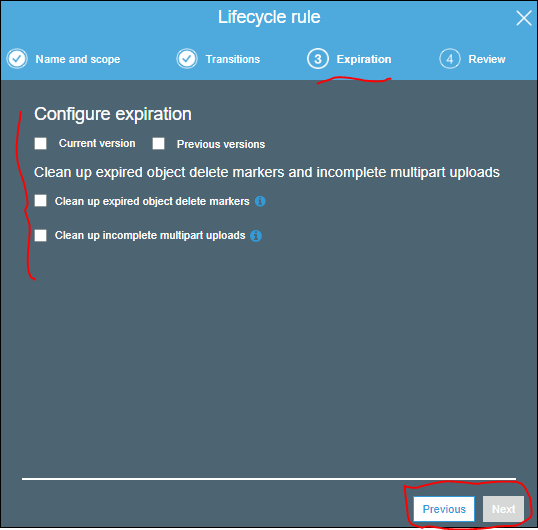 Lifecycle rule
Name and scope
Transitions
3 Expiration
4 Review
Configure expiration
Current version
Previous versions
Clean up expired object delete markers and incomplete multipart uploads
Clean up expired object delete markers i
Clean up incomplete multipart uploads i
Previous
Next